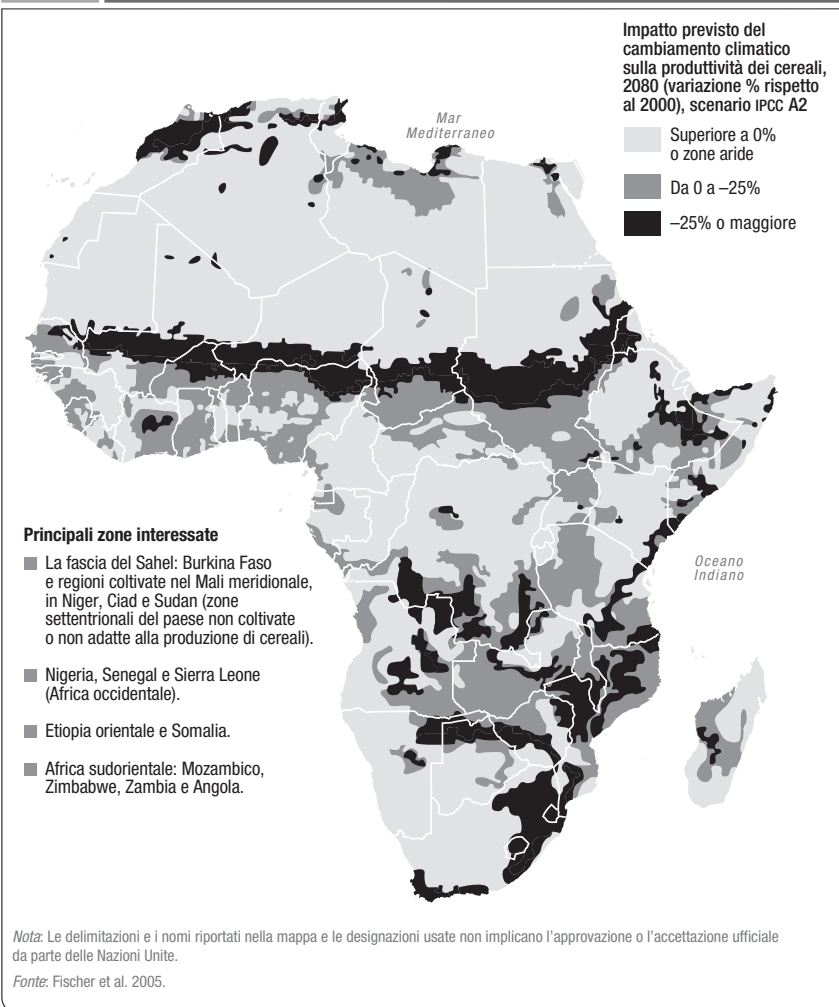 Impatto previsto del
cambiamento climatico
sulla produttività dei cereali,
2080 (variazione % rispetto
al 2000), scenario IPCC A2
Superiore a 0%
o zone aride
Da 0 a –25%
–25% o maggiore
Mar
Mediterraneo
Oceano
Indiano
Principali zone interessate
La fascia del Sahel: Burkina Faso
e regioni coltivate nel Mali meridionale,
in Niger, Ciad e Sudan (zone
settentrionali del paese non coltivate
o non adatte alla produzione di cereali).
Nigeria, Senegal e Sierra Leone
(Africa occidentale).
Etiopia orientale e Somalia.
Africa sudorientale: Mozambico,
Zimbabwe, Zambia e Angola.
Nota: Le delimitazioni e i nomi riportati nella mappa e le designazioni usate non implicano l'approvazione o l'accettazione ufficiale
da parte delle Nazioni Unite.
Fonte: Fischer et al. 2005.